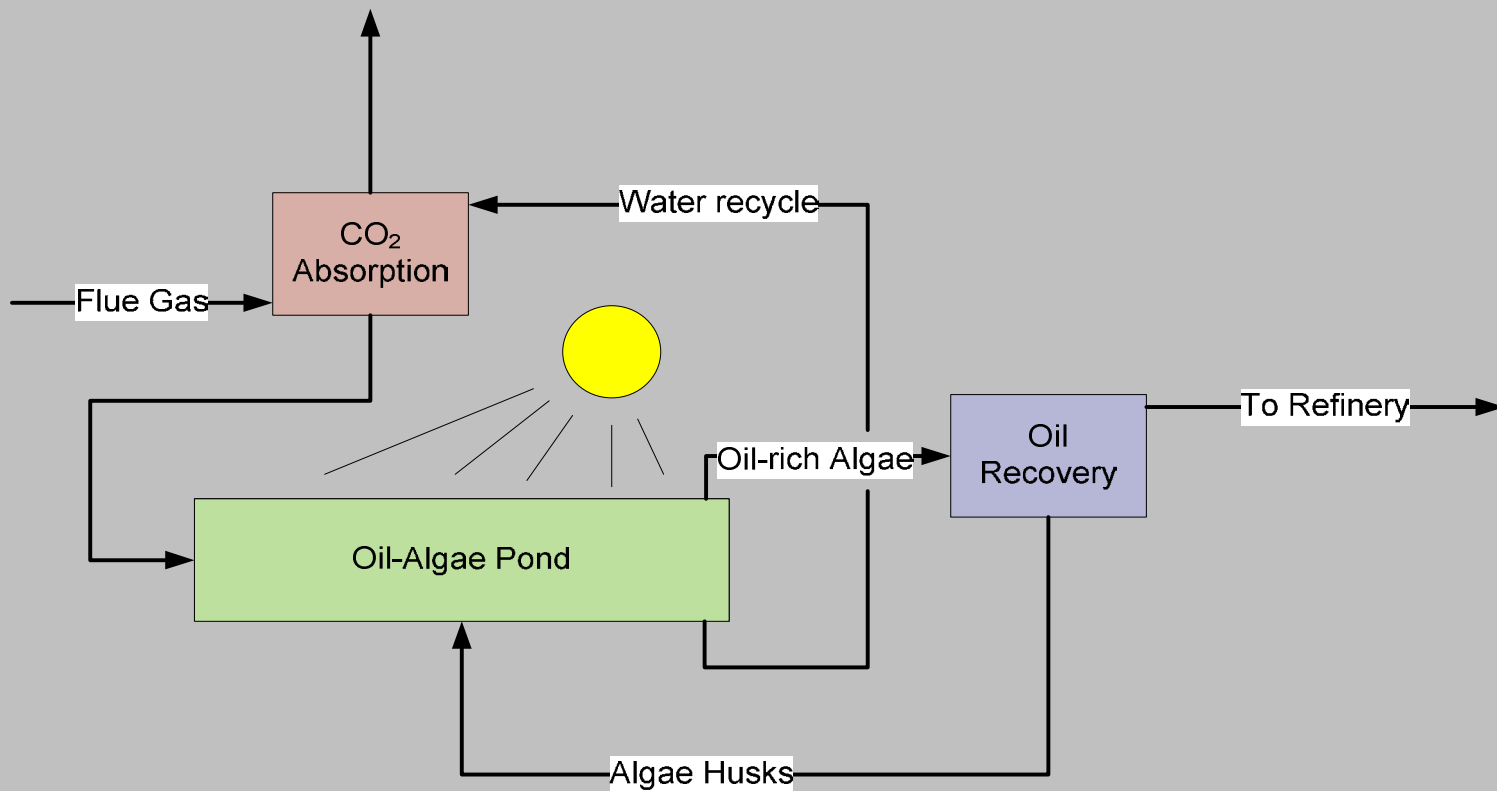 Water recycle
CO₂
Absorption
Flue Gas
To Refinery
Oil
Recovery
Oil-rich Algae
Oil-Algae Pond
Algae Husks